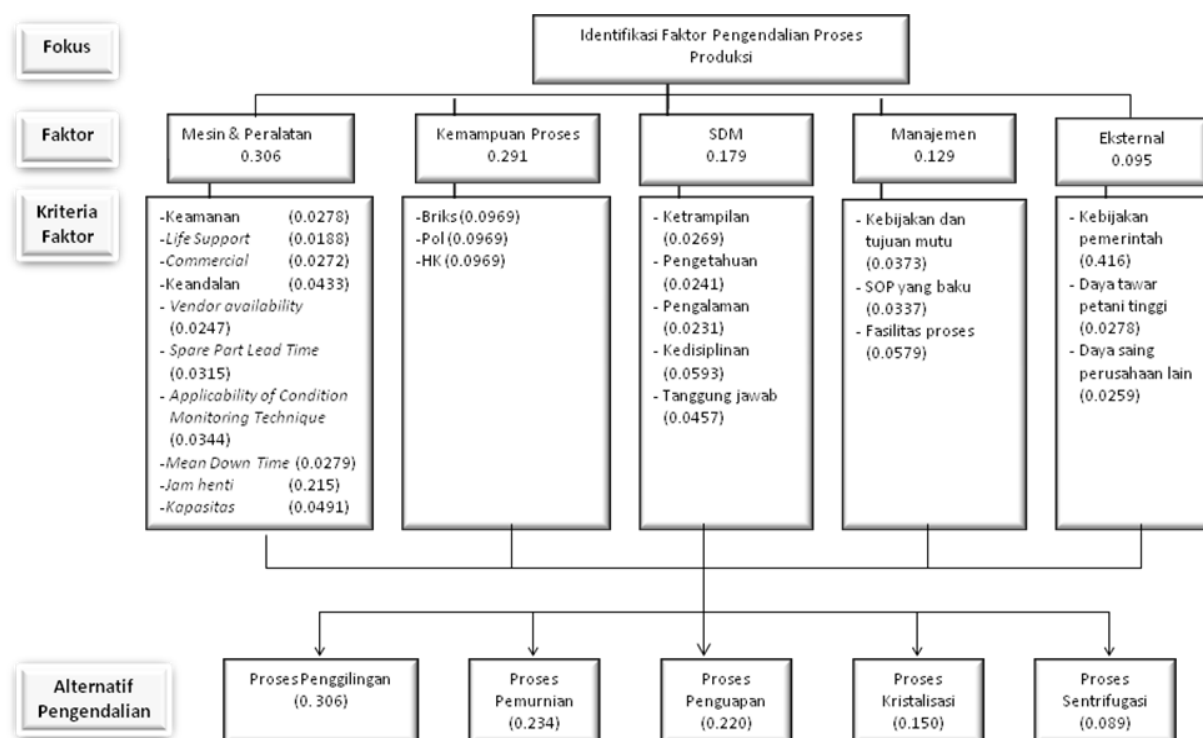 Fokus
Identifikasi Faktor Pengendalian Proses
Produksi
Faktor
Mesin & Peralatan
0.306
Kemampuan Proses
0.291
SDM
0.179
Manajemen
0.129
Eksternal
0.095
Kriteria
Faktor
-Keamanan (0.0278)
-Life Support (0.0188)
-Commercial (0.0272)
-Keandalan (0.0433)
- Vendor availability
(0.0247)
- Spare Part Lead Time
(0.0315)
- Applicability of Condition
Monitoring Technique
(0.0344)
-Mean Down Time (0.0279)
-Jam henti (0.215)
-Kapasitas (0.0491)
-Briks (0.0969)
-Pol (0.0969)
-HK (0.0969)
- Ketrampilan
(0.0269)
- Pengetahuan
(0.0241)
- Pengalaman
(0.0231)
- Kedisiplinan
(0.0593)
- Tanggung jawab
(0.0457)
- Kebijakan dan
tujuan mutu
(0.0373)
- SOP yang baku
(0.0337)
- Fasilitas proses
(0.0579)
- Kebijakan
pemerintah
(0.416)
- Daya tawar
petani tinggi
(0.0278)
- Daya saing
perusahaan lain
(0.0259)
Alternatif
Pengendalian
Proses Penggilingan
(0. 306)
Proses
Pemurnian
(0.234)
Proses
Penguapan
(0.220)
Proses
Kristalisasi
(0.150)
Proses
Sentrifugasi
(0.089)